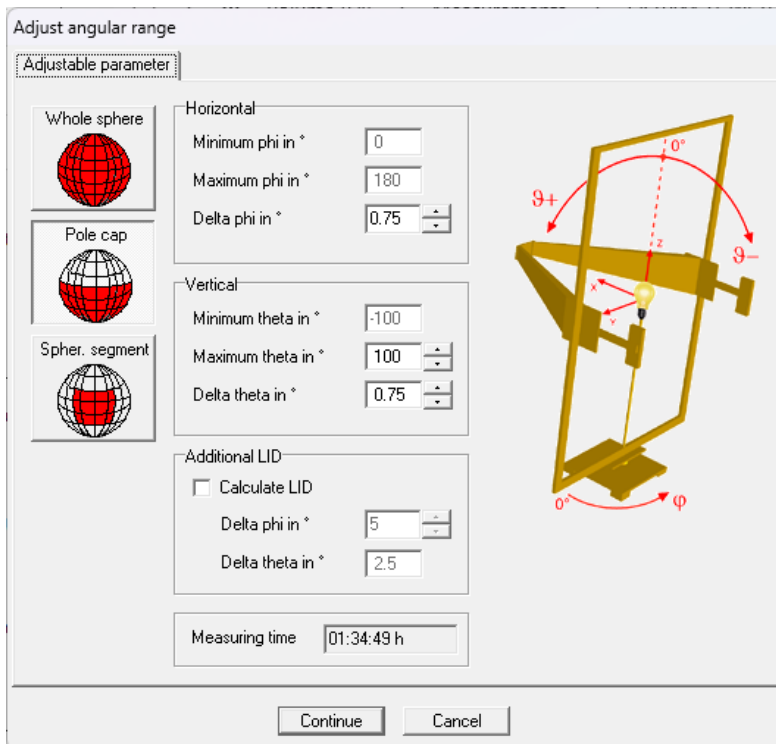 Adjust angular range
Adjustable parameter
Whole sphere
Pole cap
Spher. segment
Horizontal
Minimum phi in ° 0
Maximum phi in ° 180
Delta phi in ° 0.75
Vertical
Minimum theta in ° -100
Maximum theta in ° 100
Delta theta in ° 0.75
Additional LID
Calculate LID
Delta phi in ° 5
Delta theta in ° 2.5
Measuring time 01:34:49 h
0°
ϑ+
ϑ−
z
x
Y
0°
φ
Continue Cancel